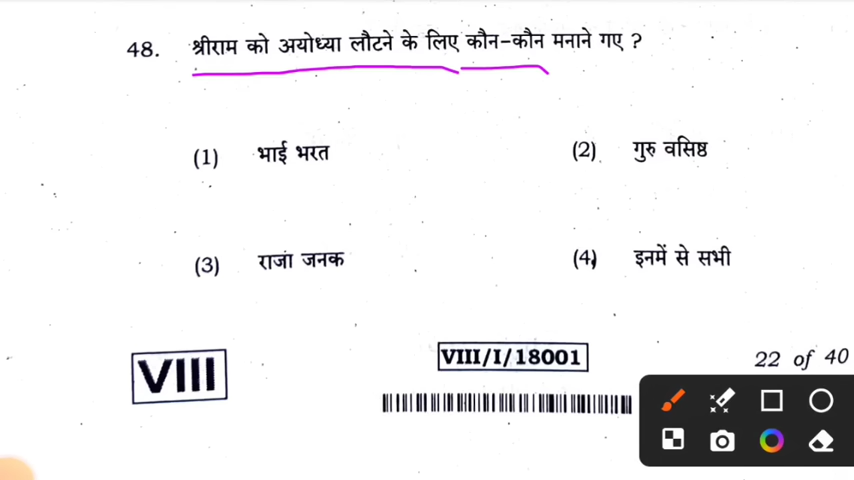 48. श्रीराम को अयोध्या लौटने के लिए कौन-कौन मनाने गए ?
(1) भाई भरत (2) गुरु वसिष्ठ
(3) राजा जनक (4) इनमें से सभी
VIII VIII/I/18001 22 of 40